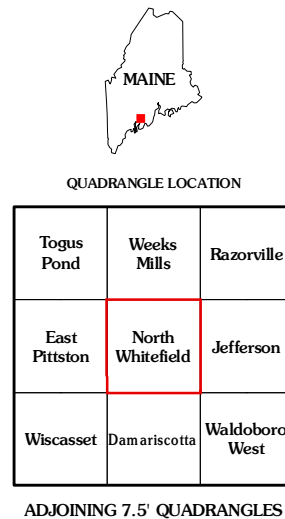 MAINE
QUADRANGLE LOCATION
Togus
Pond
Weeks
Mills
Razorville
East
Pittston
North
Whitefield
Jefferson
Wiscasset
Damariscotta
Waldoboro
West
ADJOINING 7.5' QUADRANGLES